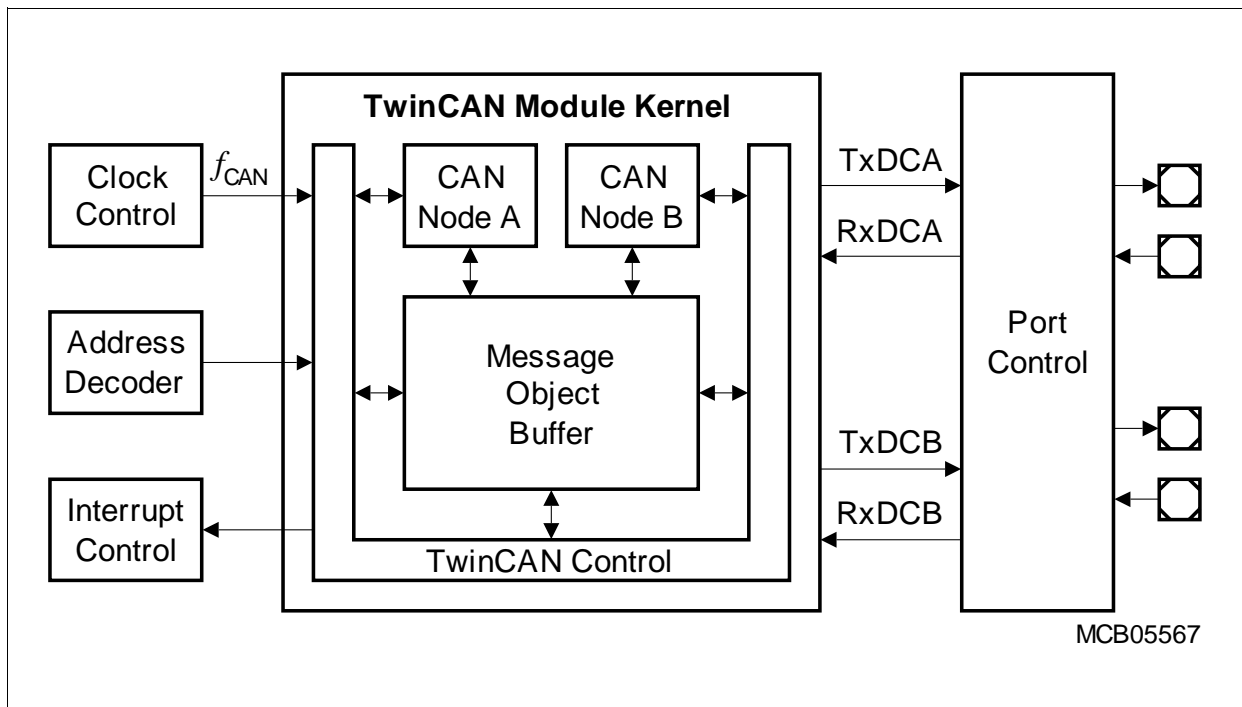 TwinCAN Module Kernel
Clock
Control
fCAN
CAN
Node A
CAN
Node B
TxDCA
RxDCA
Address
Decoder
Message
Object
Buffer
Port
Control
TxDCB
RxDCB
Interrupt
Control
TwinCAN Control
MCB05567